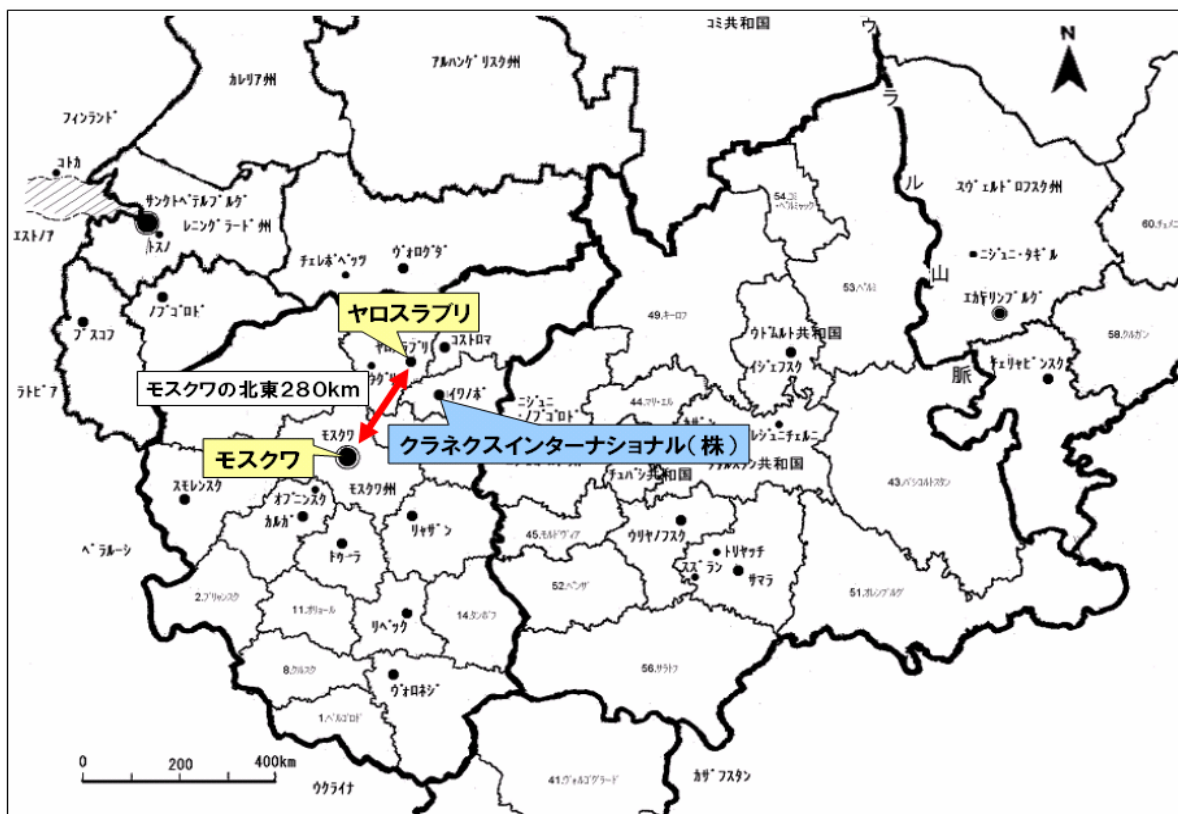 コミ共和国
ウ
ラ
ル
山
脈
N
アルハンゲリスク州
カレリア州
フィンランド
コトカ
サンクトペテルブルグ
レニングラード州
トスノ
エストノア
スヴェルドロフスク州
54.コミ
・ペルミャック
60.チュメニ
チェレポベッツ
ヴォログダ
ニジュニ・タギル
53.ペルミ
ノブゴロド
エカテリンブルグ
プスコフ
ヤロスラブリ
49.キーロフ
コストロマ
ウドムルト共和国
58.クルガン
イジェフスク
チェリャビンスク
ラトビア
モスクワの北東280km
イワノボ
ニジュニ
・ノブゴロド
44.マリ・エル
モスクワ
クラネクスインターナショナル(株)
モスクワ
タタルスタン共和国
チュバシ共和国
モスクワ州
スモレンスク
オブニンスク
カルガ
リャザン
43.バシコルトスタン
45.モルドヴィア
ウリヤノフスク
トゥーラ
トリヤッチ
ベラルーシ
スズラン
サマラ
52.ペンザ
2.ブリャンスク
51.オレンブルグ
11.オリョール
リペック
14.タンボフ
8.クルスク
56.サラトフ
ヴォロネジ
1.ベルゴロド
0
200
400km
ウクライナ
41.ヴォルゴグラード
カザフスタン